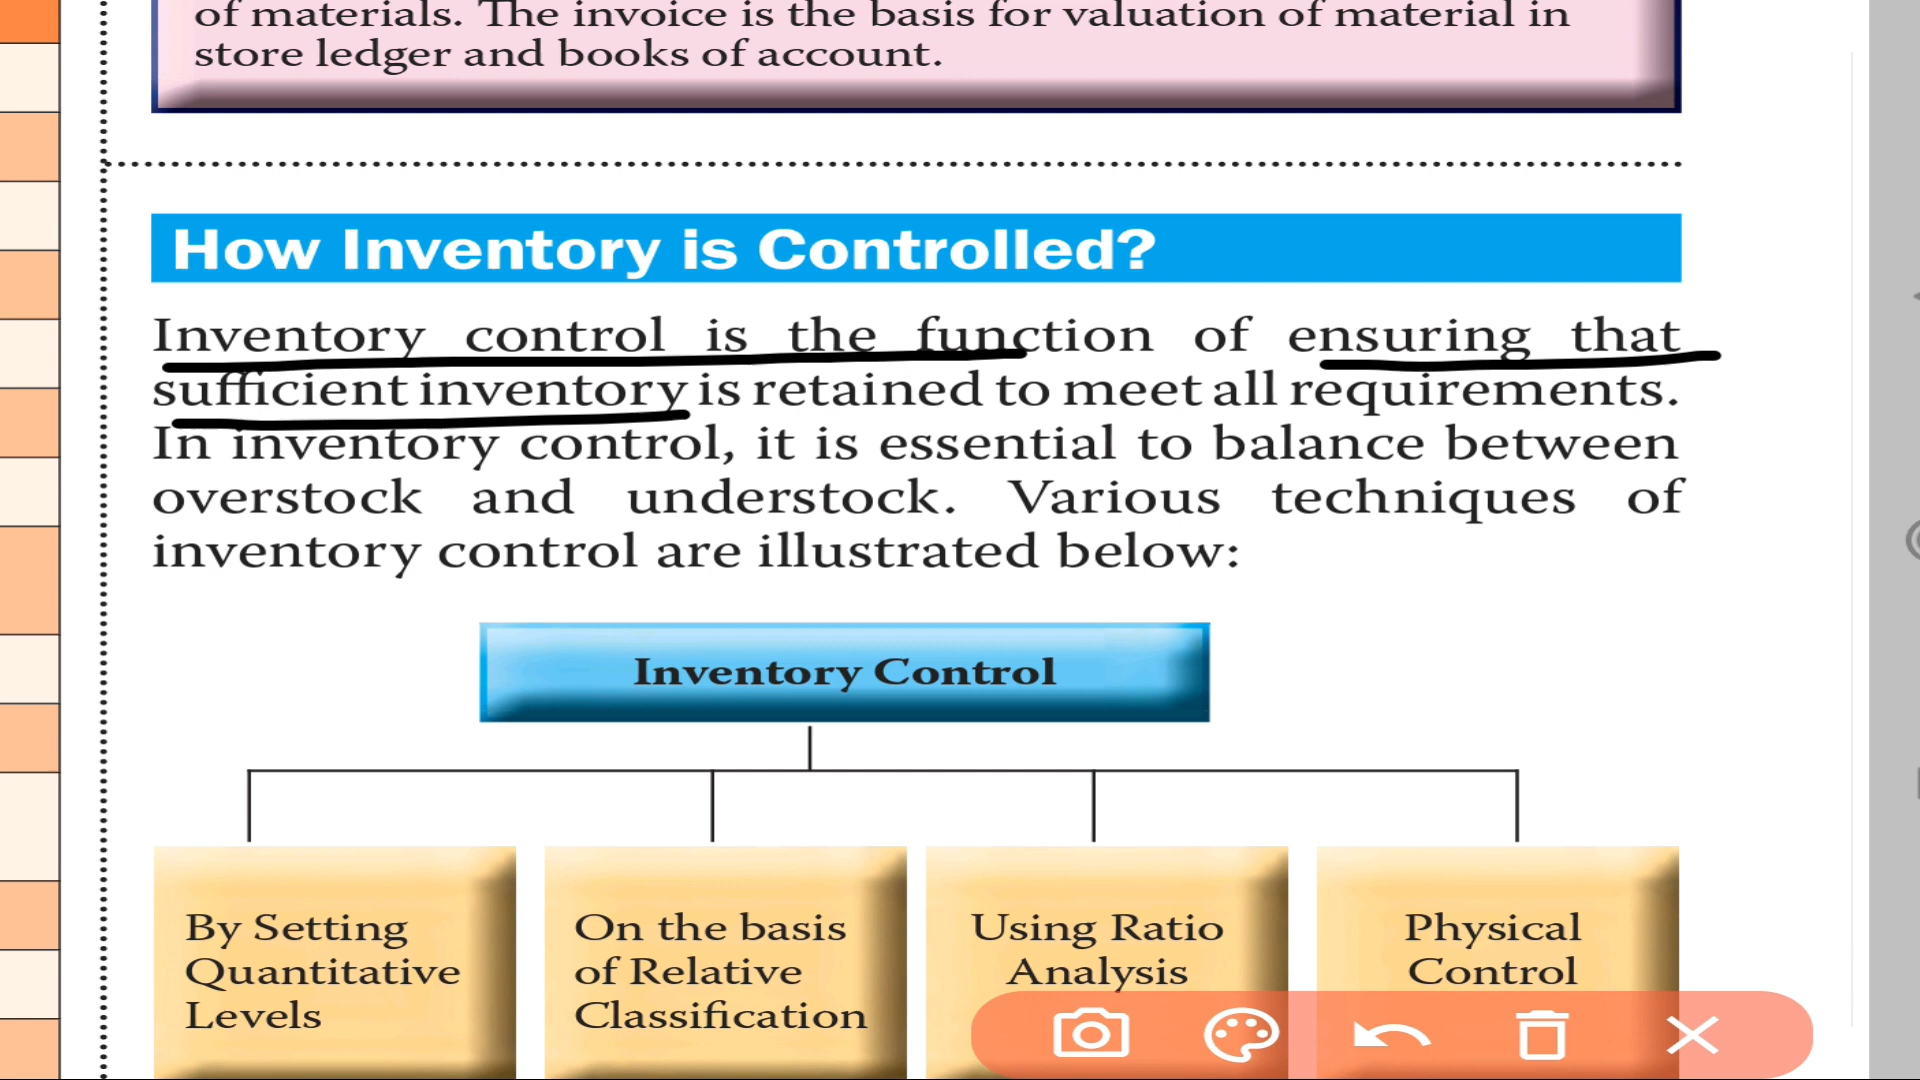 of materials. The invoice is the basis for valuation of material in
store ledger and books of account.
How Inventory is Controlled?
Inventory control is the function of ensuring that
sufficient inventory is retained to meet all requirements.
In inventory control, it is essential to balance between
overstock and understock. Various techniques of
inventory control are illustrated below:
Inventory Control
By Setting
Quantitative
Levels
On the basis
of Relative
Classification
Using Ratio
Analysis
Physical
Control